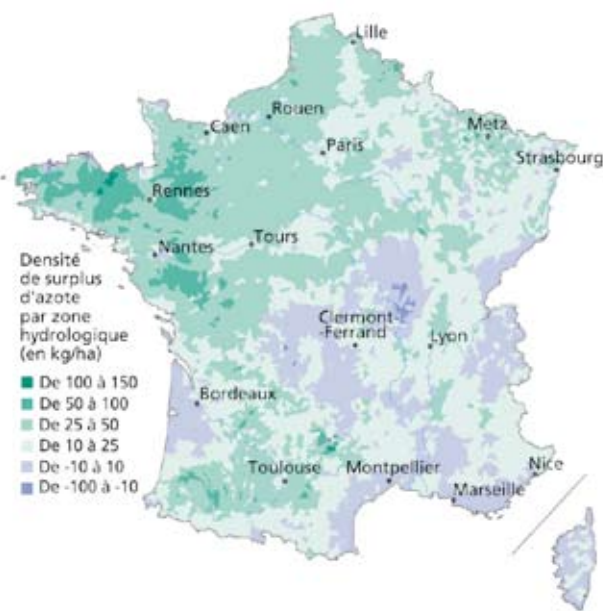 Lille
Rouen
Caen
Metz
Paris
Strasbourg
Rennes
Tours
Nantes
Densité
de surplus
d'azote
par zone
hydrologique
(en kg/ha)
Clermont-
-Ferrand
Lyon
De 100 à 150
De 50 à 100
De 25 à 50
De 10 à 25
De -10 à 10
De -100 à -10
Bordeaux
Toulouse
Montpellier
Nice
Marseille